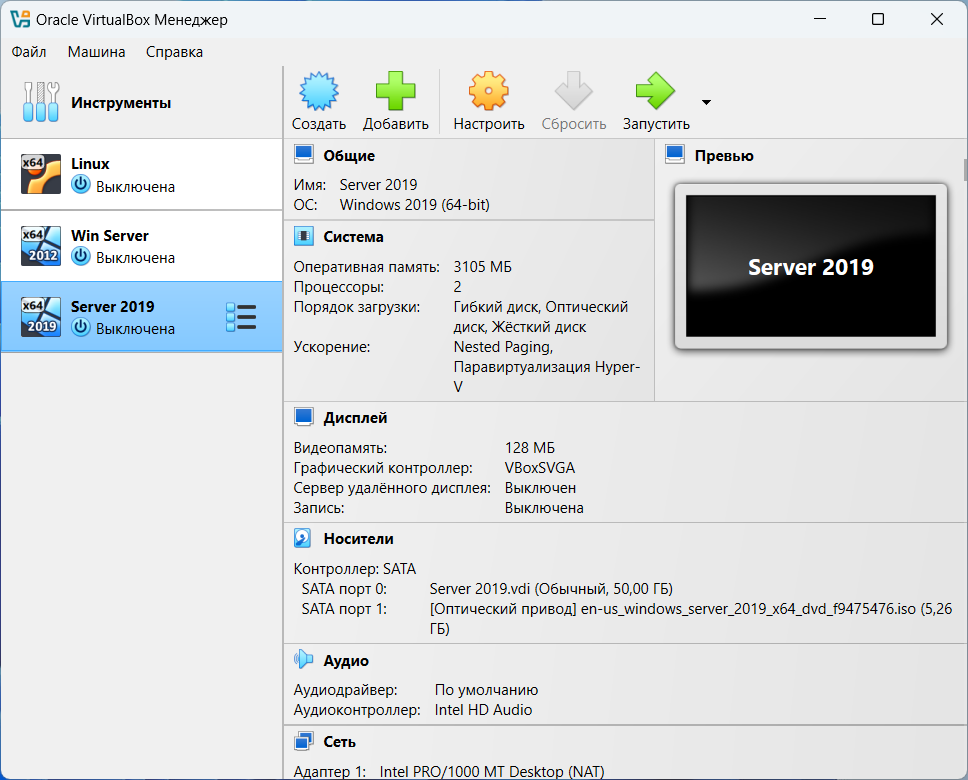 Oracle VirtualBox Менеджер
Файл Машина Справка
Инструменты
Создать Добавить Настроить Сбросить Запустить
x64
Linux
Выключена
x64
2012
Win Server
Выключена
x64
2019
Server 2019
Выключена
Общие
Имя: Server 2019
ОС: Windows 2019 (64-bit)
Превью
Server 2019
Система
Оперативная память: 3105 МБ
Процессоры: 2
Порядок загрузки: Гибкий диск, Оптический
диск, Жёсткий диск
Ускорение: Nested Paging,
Паравиртуализация Hyper-
V
Дисплей
Видеопамять: 128 МБ
Графический контроллер: VBoxSVGA
Сервер удалённого дисплея: Выключен
Запись: Выключена
Носители
Контроллер: SATA
SATA порт 0: Server 2019.vdi (Обычный, 50,00 ГБ)
SATA порт 1: [Оптический привод] en-us_windows_server_2019_x64_dvd_f9475476.iso (5,26
ГБ)
Аудио
Аудиодрайвер: По умолчанию
Аудиоконтроллер: Intel HD Audio
Сеть
Адаптер 1: Intel PRO/1000 MT Desktop (NAT)